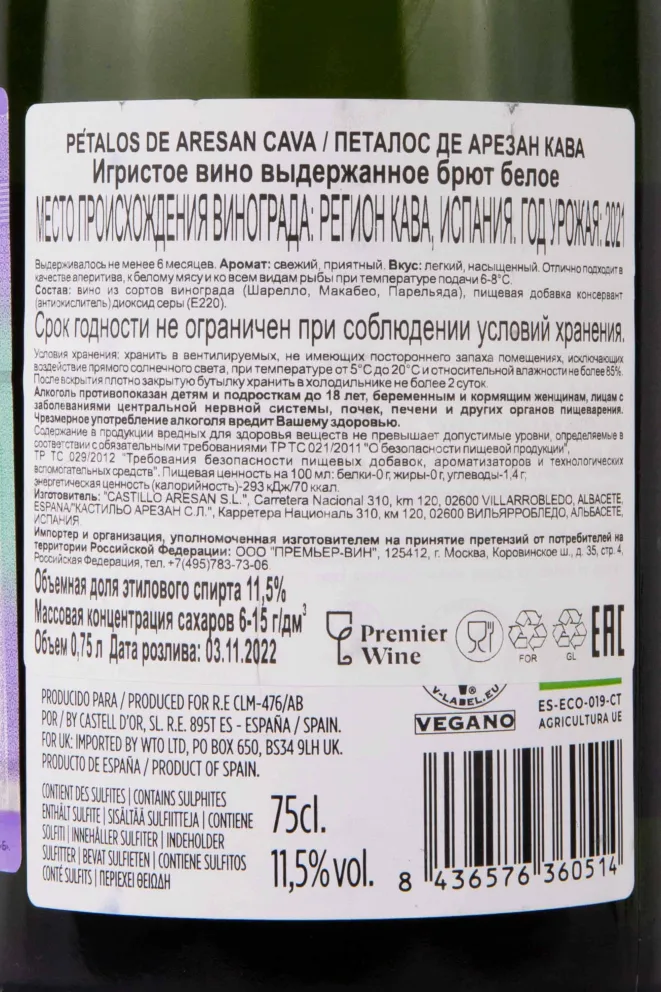 PÉTALOS DE ARESAN CAVA / ПЕТАЛОС ДЕ АРЕЗАН КАВА
Игристое вино выдержанное брют белое
МЕСТО ПРОИСХОЖДЕНИЯ ВИНОГРАДА: РЕГИОН КАВА, ИСПАНИЯ. ГОД УРОЖАЯ: 2021
Выдерживалось не менее 6 месяцев. Аромат: свежий, приятный. Вкус: легкий, насыщенный. Отлично подходит в
качестве аперитива, к белому мясу и ко всем видам рыбы при температуре подачи 6-8°С.
Состав: вино из сортов винограда (Шарелло, Макабео, Парельяда), пищевая добавка консервант
(антиокислитель) диоксид серы (Е220).
Срок годности не ограничен при соблюдении условий хранения.
Условия хранения: хранить в вентилируемых, не имеющих постороннего запаха помещениях, исключающих
воздействие прямого солнечного света, при температуре от 5°С до 20°С и относительной влажности не более 85%.
После вскрытия плотно закрытую бутылку хранить в холодильнике не более 2 суток.
Алкоголь противопоказан детям и подросткам до 18 лет, беременным и кормящим женщинам, лицам с
заболеваниями центральной нервной системы, почек, печени и других органов пищеварения.
Чрезмерное употребление алкоголя вредит Вашему здоровью.
Содержание в продукции вредных для здоровья веществ не превышает допустимые уровни, определяемые в
соответствии с обязательными требованиями ТР ТС 021/2011 "О безопасности пищевой продукции",
ТР ТС 029/2012 "Требования безопасности пищевых добавок, ароматизаторов и технологических
вспомогательных средств". Пищевая ценность на 100 мл: белки-0 г, жиры-0 г, углеводы-1,4 г;
энергетическая ценность (калорийность)-293 кДж/70 ккал.
Изготовитель: "CASTILLO ARESAN S.L.", Carretera Nacional 310, km 120, 02600 VILLARROBLEDO, ALBACETE,
ESPAÑA/"КАСТИЛЬО АРЕЗАН С.Л.", Карретера Националь 310, км 120, 02600 ВИЛЬЯРРОБЛЕДО, АЛЬБАСЕТЕ,
ИСПАНИЯ.
Импортер и организация, уполномоченная изготовителем на принятие претензий от потребителей на
территории Российской Федерации: ООО "ПРЕМЬЕР-ВИН", 125412, г. Москва, Коровинское ш., д. 35, стр. 4,
Российская Федерация, тел. +7(495)783-73-06.
Объемная доля этилового спирта 11,5%
Массовая концентрация сахаров 6-15 г/дм³
Объем 0,75 л Дата розлива: 03.11.2022
Premier
Wine
FOR
GL
EAC
PRODUCIDO PARA / PRODUCED FOR R.E CLM-476/AB
POR / BY CASTELL D'OR, SL. R.E. 895T ES - ESPAÑA / SPAIN.
FOR UK: IMPORTED BY WTO LTD, PO BOX 650, BS34 9LH UK.
PRODUCTO DE ESPAÑA / PRODUCT OF SPAIN.
V-LABEL.EU
VEGANO
ES-ECO-019-CT
AGRICULTURA UE
CONTIENT DES SULFITES | CONTAINS SULPHITES
ENTHÄLT SULFITE | SISÄLTÄÄ SULFIITTEJA | CONTIENE
SOLFITI | INNEHÅLLER SULFITER | INDEHOLDER
SULFITTER | BEVAT SULFIETEN | CONTIENE SULFITOS
CONTÉ SULFITS | ΠΕΡΙΕΧΕΙ ΘΕΙΩΔΗ
75cl.
11,5% vol.
8 436576 360514